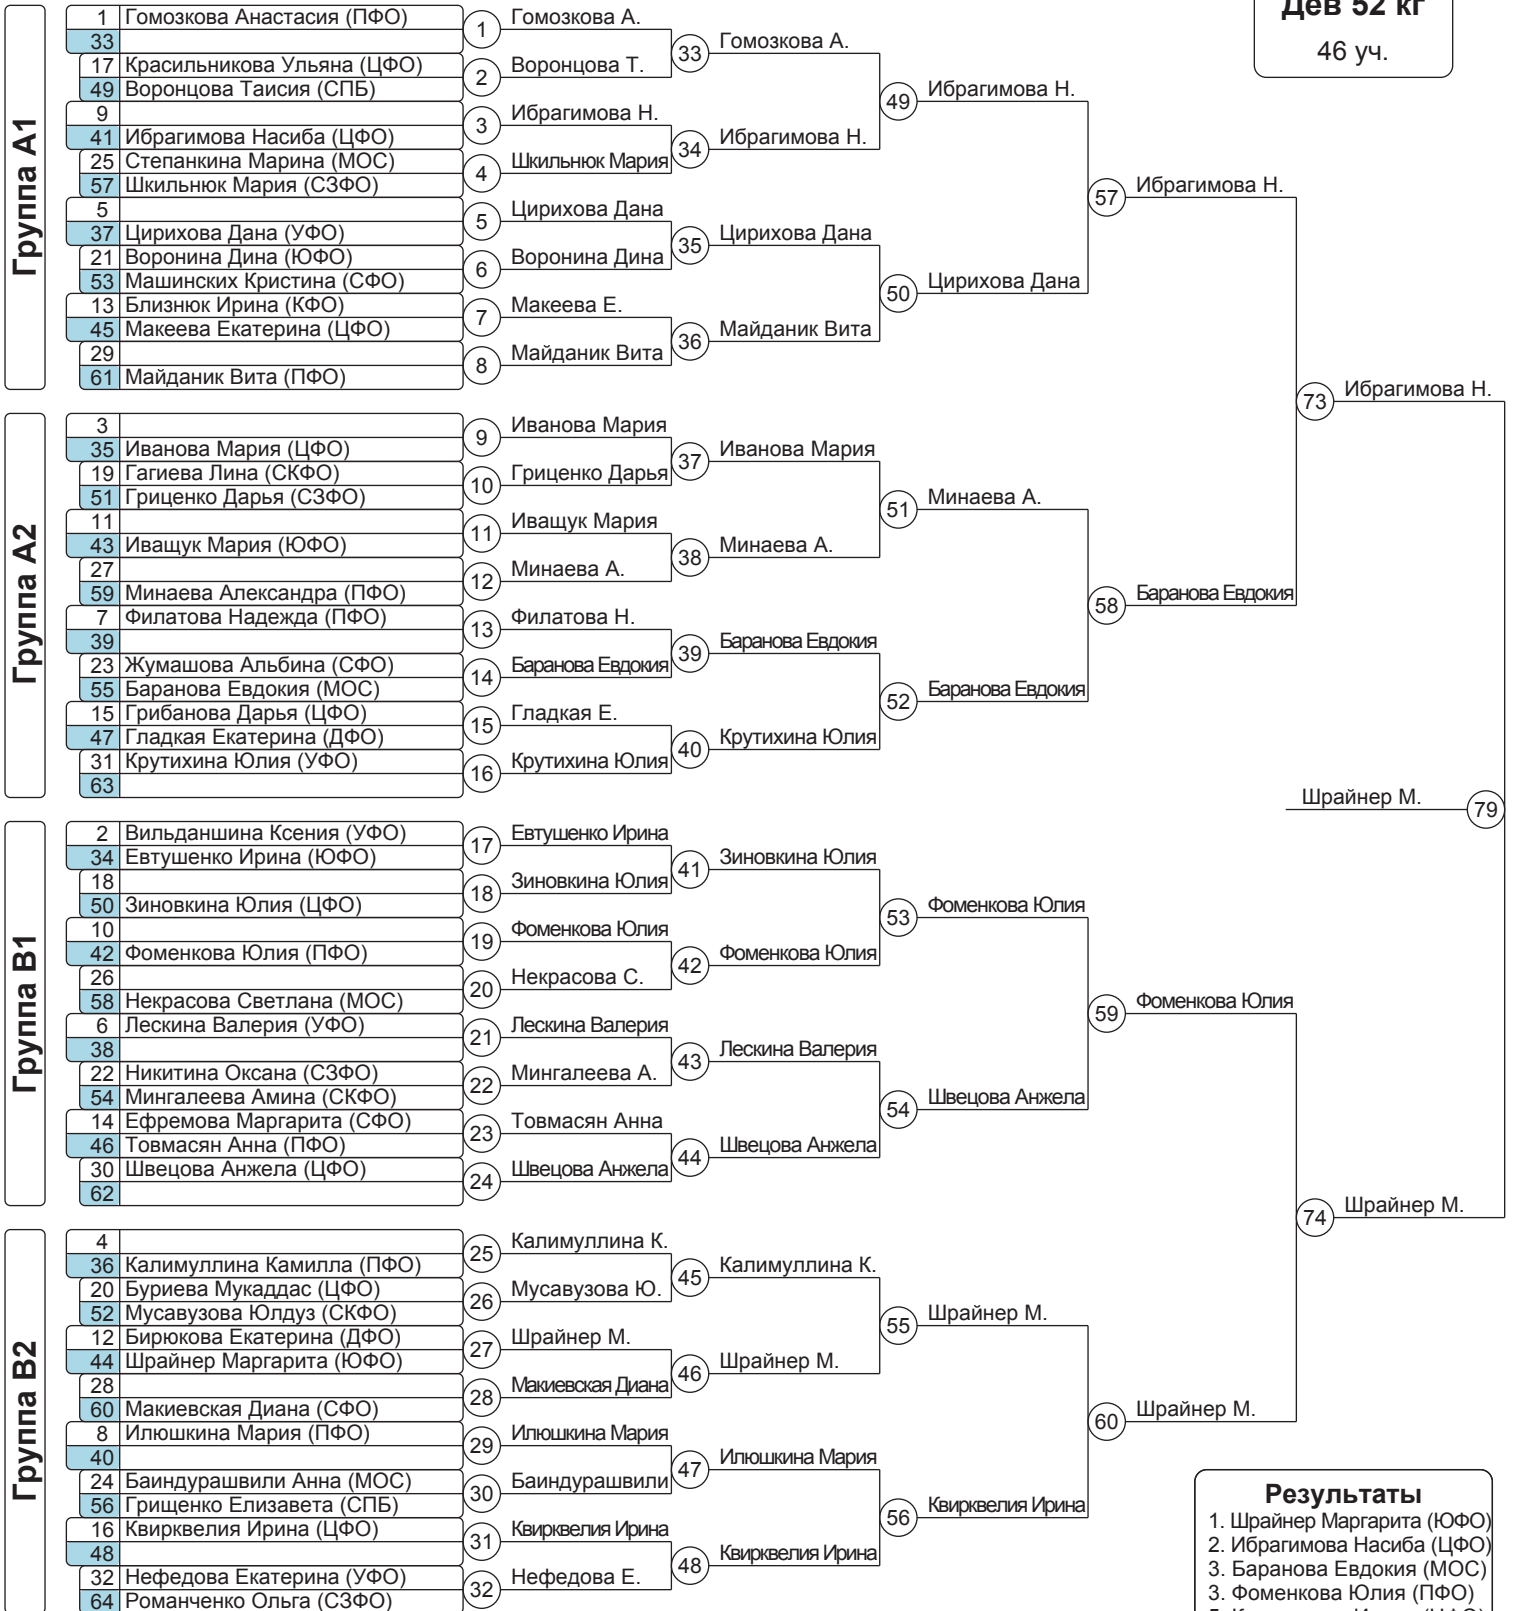 Дев 52 кг
46 уч.
Группа A1
1 Гомозкова Анастасия (ПФО)
33
17 Красильникова Ульяна (ЦФО)
49 Воронцова Таисия (СПБ)
9
41 Ибрагимова Насиба (ЦФО)
25 Степанкина Марина (МОС)
57 Шкильнюк Мария (СЗФО)
5
37 Цирихова Дана (УФО)
21 Воронина Дина (ЮФО)
53 Машинских Кристина (СФО)
13 Близнюк Ирина (КФО)
45 Макеева Екатерина (ЦФО)
29
61 Майданик Вита (ПФО)
1 Гомозкова А.
2 Воронцова Т.
3 Ибрагимова Н.
4 Шкильнюк Мария
5 Цирихова Дана
6 Воронина Дина
7 Макеева Е.
8 Майданик Вита
33 Гомозкова А.
34 Ибрагимова Н.
35 Цирихова Дана
36 Майданик Вита
49 Ибрагимова Н.
50 Цирихова Дана
57 Ибрагимова Н.
Группа A2
3
35 Иванова Мария (ЦФО)
19 Гагиева Лина (СКФО)
51 Гриценко Дарья (СЗФО)
11
43 Иващук Мария (ЮФО)
27
59 Минаева Александра (ПФО)
7 Филатова Надежда (ПФО)
39
23 Жумашова Альбина (СФО)
55 Баранова Евдокия (МОС)
15 Грибанова Дарья (ЦФО)
47 Гладкая Екатерина (ДФО)
31 Крутихина Юлия (УФО)
63
9 Иванова Мария
10 Гриценко Дарья
11 Иващук Мария
12 Минаева А.
13 Филатова Н.
14 Баранова Евдокия
15 Гладкая Е.
16 Крутихина Юлия
37 Иванова Мария
38 Минаева А.
39 Баранова Евдокия
40 Крутихина Юлия
51 Минаева А.
52 Баранова Евдокия
58 Баранова Евдокия
73 Ибрагимова Н.
Шрайнер М. 79
Группа B1
2 Вильданшина Ксения (УФО)
34 Евтушенко Ирина (ЮФО)
18
50 Зиновкина Юлия (ЦФО)
10
42 Фоменкова Юлия (ПФО)
26
58 Некрасова Светлана (МОС)
6 Лескина Валерия (УФО)
38
22 Никитина Оксана (СЗФО)
54 Мингалеева Амина (СКФО)
14 Ефремова Маргарита (СФО)
46 Товмасян Анна (ПФО)
30 Швецова Анжела (ЦФО)
62
17 Евтушенко Ирина
18 Зиновкина Юлия
19 Фоменкова Юлия
20 Некрасова С.
21 Лескина Валерия
22 Мингалеева А.
23 Товмасян Анна
24 Швецова Анжела
41 Зиновкина Юлия
42 Фоменкова Юлия
43 Лескина Валерия
44 Швецова Анжела
53 Фоменкова Юлия
54 Швецова Анжела
59 Фоменкова Юлия
Группа B2
4
36 Калимуллина Камилла (ПФО)
20 Буриева Мукаддас (ЦФО)
52 Мусавузова Юлдуз (СКФО)
12 Бирюкова Екатерина (ДФО)
44 Шрайнер Маргарита (ЮФО)
28
60 Макиевская Диана (СФО)
8 Илюшкина Мария (ПФО)
40
24 Баиндурашвили Анна (МОС)
56 Грищенко Елизавета (СПБ)
16 Квирквелия Ирина (ЦФО)
48
32 Нефедова Екатерина (УФО)
64 Романченко Ольга (СЗФО)
25 Калимуллина К.
26 Мусавузова Ю.
27 Шрайнер М.
28 Макиевская Диана
29 Илюшкина Мария
30 Баиндурашвили
31 Квирквелия Ирина
32 Нефедова Е.
45 Калимуллина К.
46 Шрайнер М.
47 Илюшкина Мария
48 Квирквелия Ирина
55 Шрайнер М.
56 Квирквелия Ирина
60 Шрайнер М.
74 Шрайнер М.
Результаты
1. Шрайнер Маргарита (ЮФО)
2. Ибрагимова Насиба (ЦФО)
3. Баранова Евдокия (МОС)
3. Фоменкова Юлия (ПФО)